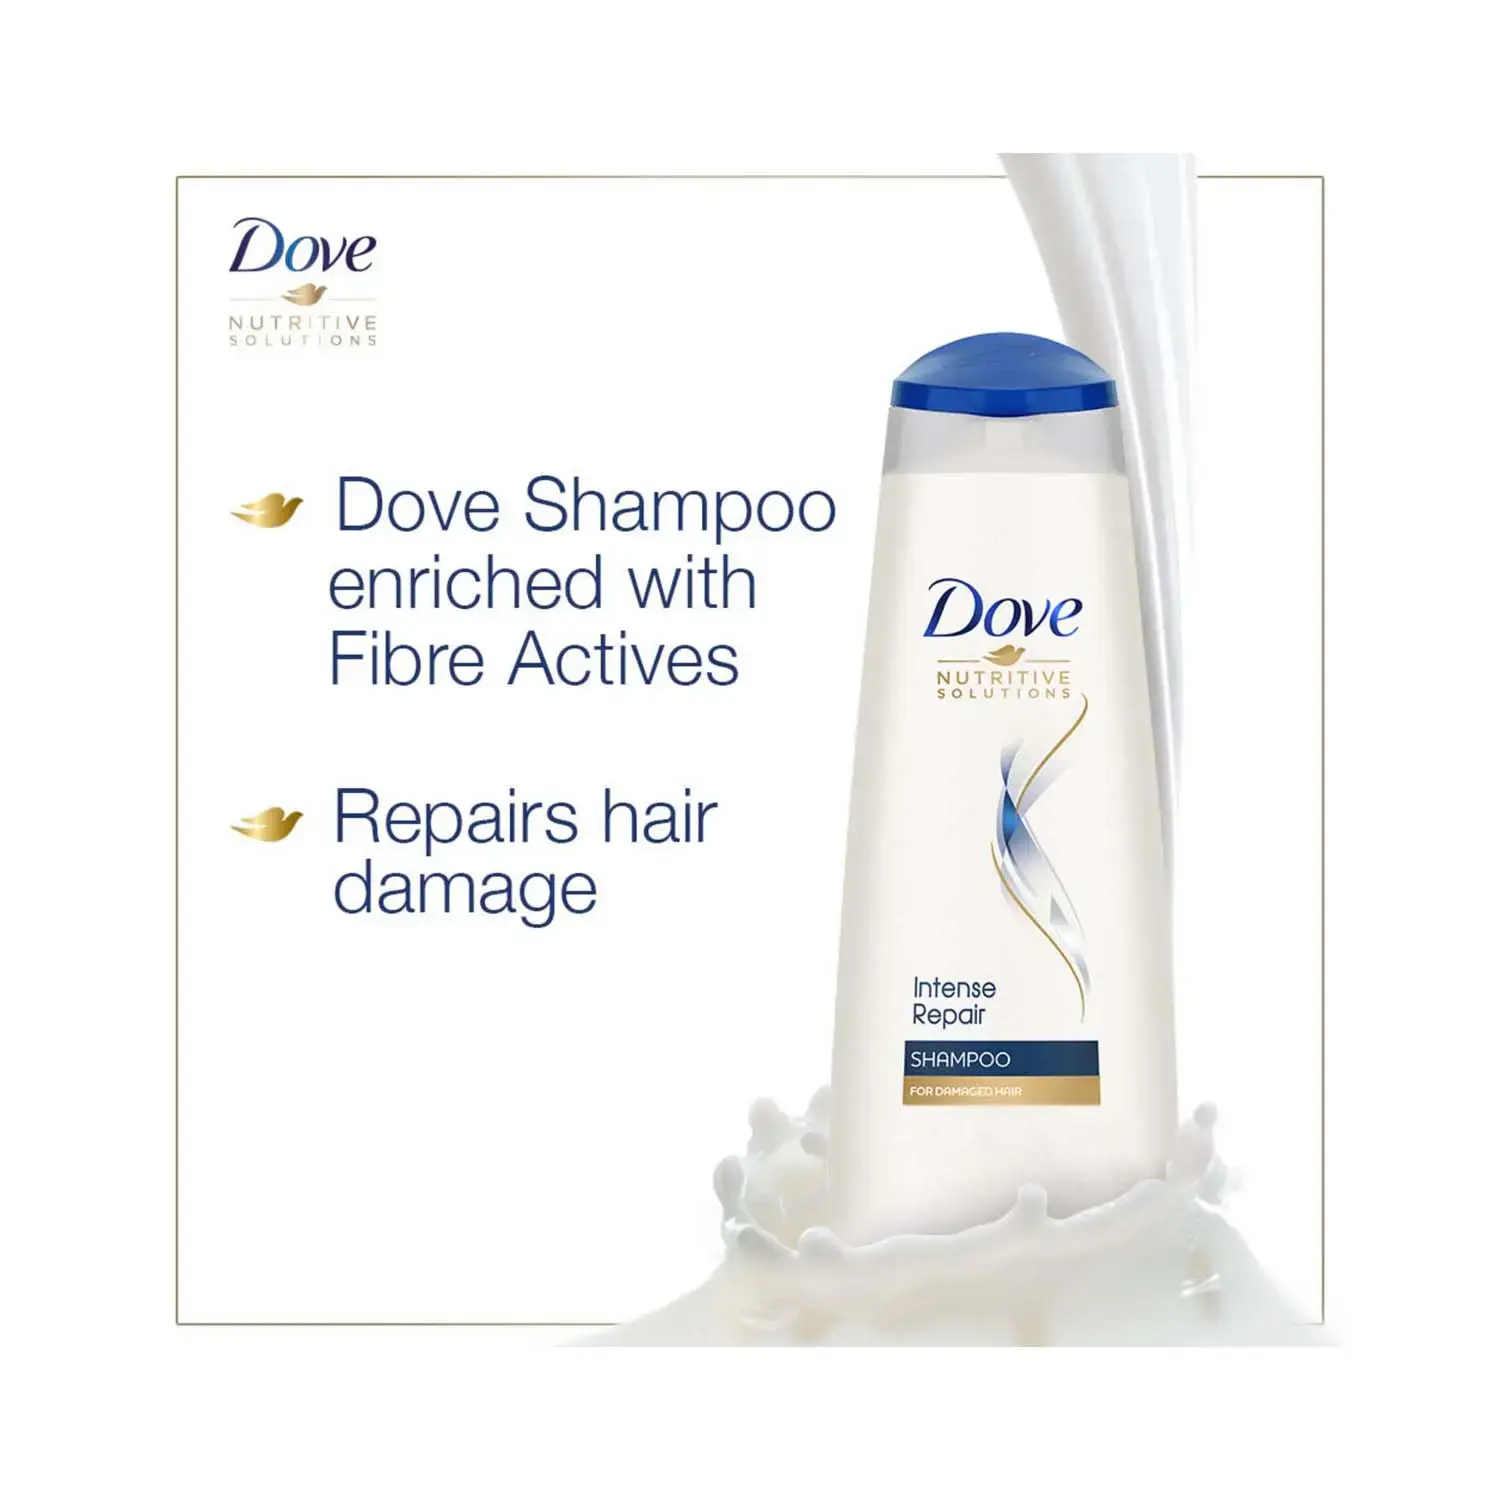 Dove
NUTRITIVE
SOLUTIONS
Dove Shampoo
enriched with
Fibre Actives
Repairs hair
damage
Dove
NUTRITIVE
SOLUTIONS
Intense
Repair
SHAMPOO
FOR DAMAGED HAIR